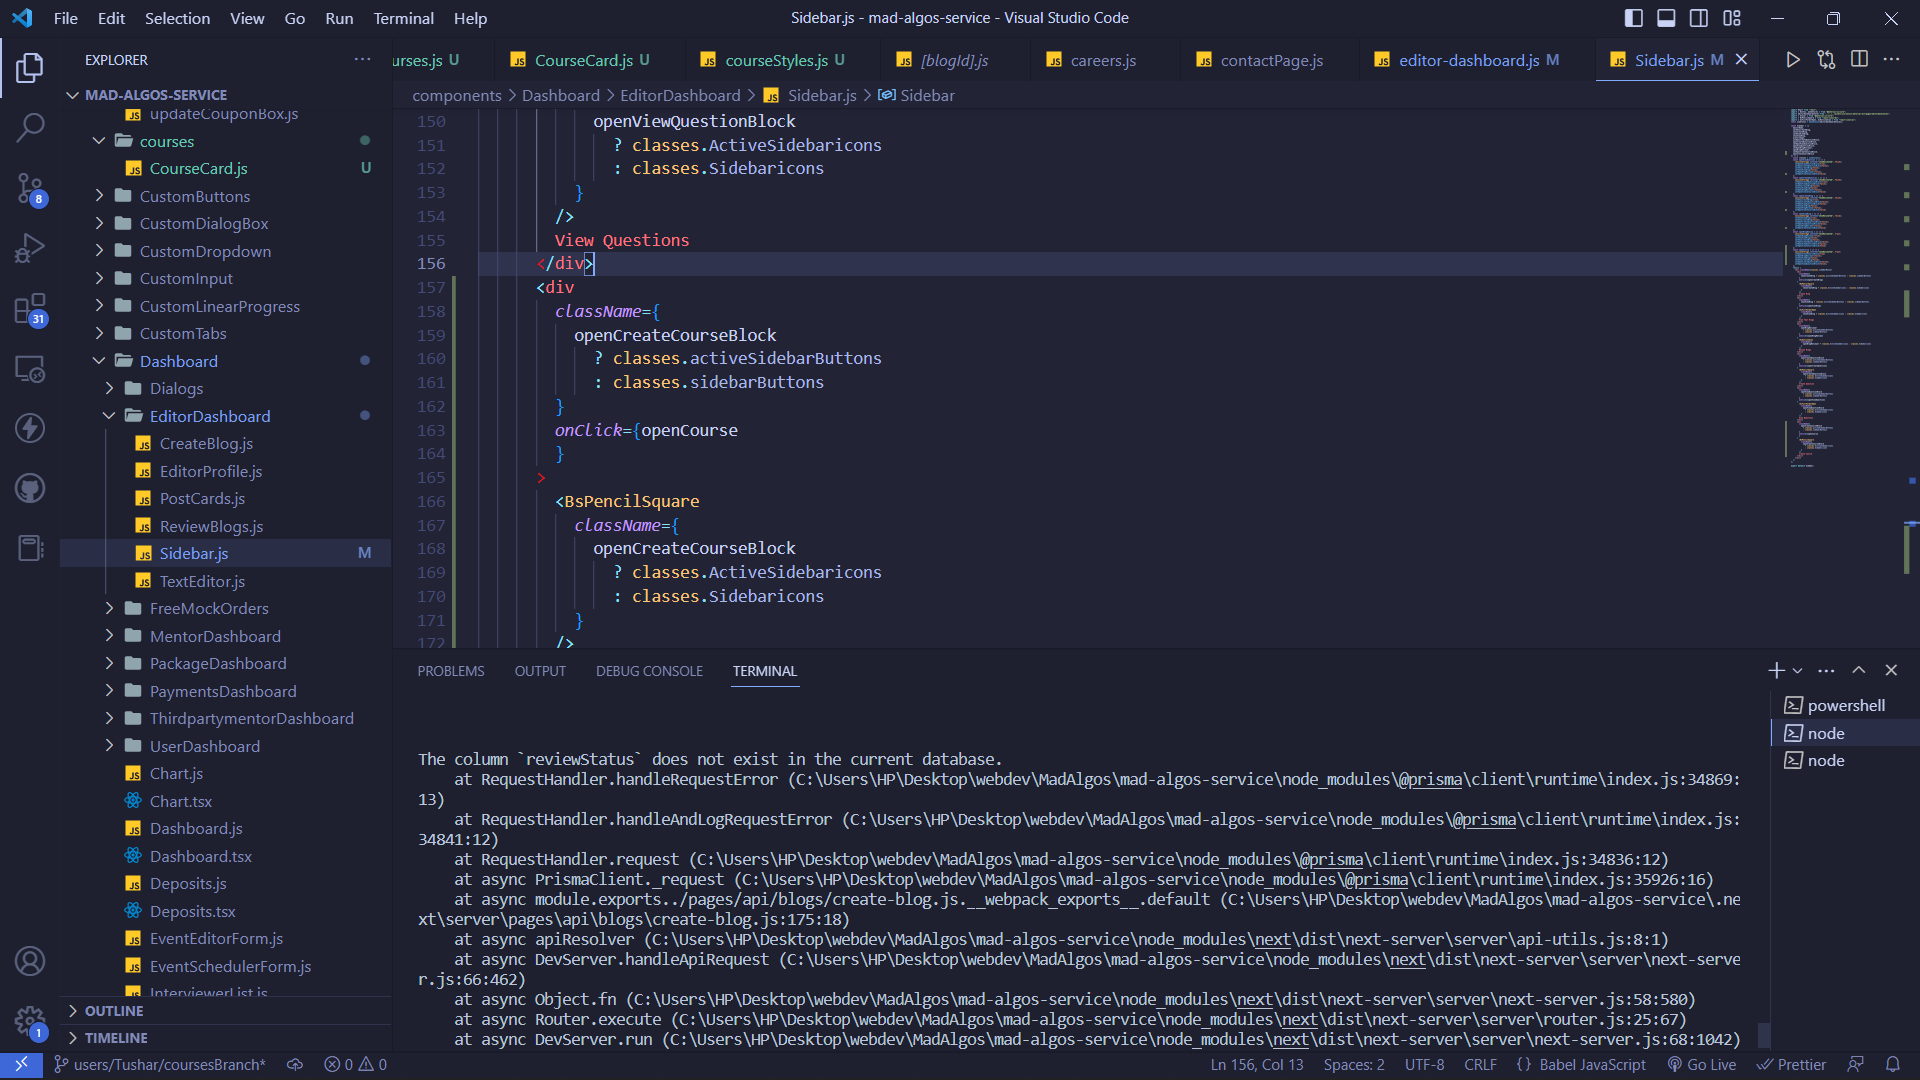 File Edit Selection View Go Run Terminal Help
Sidebar.js - mad-algos-service - Visual Studio Code
EXPLORER
urses.js U
CourseCard.js U
courseStyles.js U
[blogId].js
careers.js
contactPage.js
editor-dashboard.js M
Sidebar.js M
components > Dashboard > EditorDashboard > Sidebar.js > Sidebar
MAD-ALGOS-SERVICE
updateCouponBox.js
courses
CourseCard.js U
CustomButtons
CustomDialogBox
CustomDropdown
CustomInput
CustomLinearProgress
CustomTabs
Dashboard
Dialogs
EditorDashboard
CreateBlog.js
EditorProfile.js
PostCards.js
ReviewBlogs.js
Sidebar.js M
TextEditor.js
FreeMockOrders
MentorDashboard
PackageDashboard
PaymentsDashboard
ThirdpartymentorDashboard
UserDashboard
Chart.js
Chart.tsx
Dashboard.js
Dashboard.tsx
Deposits.js
Deposits.tsx
EventEditorForm.js
EventSchedulerForm.js
InterviewerList.js
OUTLINE
TIMELINE
8
31
1
150 openViewQuestionBlock
151 ? classes.ActiveSidebaricons
152 : classes.Sidebaricons
153 }
154 />
155 View Questions
156 </div>
157 <div
158 className={
159 openCreateCourseBlock
160 ? classes.activeSidebarButtons
161 : classes.sidebarButtons
162 }
163 onClick={openCourse
164 }
165 >
166 <BsPencilSquare
167 className={
168 openCreateCourseBlock
169 ? classes.ActiveSidebaricons
170 : classes.Sidebaricons
171 }
172 />
PROBLEMS OUTPUT DEBUG CONSOLE TERMINAL
powershell
node
node
The column `reviewStatus` does not exist in the current database.
at RequestHandler.handleRequestError (C:\Users\HP\Desktop\webdev\MadAlgos\mad-algos-service\node_modules\@prisma\client\runtime\index.js:34869:
13)
at RequestHandler.handleAndLogRequestError (C:\Users\HP\Desktop\webdev\MadAlgos\mad-algos-service\node_modules\@prisma\client\runtime\index.js:
34841:12)
at RequestHandler.request (C:\Users\HP\Desktop\webdev\MadAlgos\mad-algos-service\node_modules\@prisma\client\runtime\index.js:34836:12)
at async PrismaClient._request (C:\Users\HP\Desktop\webdev\MadAlgos\mad-algos-service\node_modules\@prisma\client\runtime\index.js:35926:16)
at async module.exports../pages/api/blogs/create-blog.js.__webpack_exports__.default (C:\Users\HP\Desktop\webdev\MadAlgos\mad-algos-service\.ne
xt\server\pages\api\blogs\create-blog.js:175:18)
at async apiResolver (C:\Users\HP\Desktop\webdev\MadAlgos\mad-algos-service\node_modules\next\dist\next-server\server\api-utils.js:8:1)
at async DevServer.handleApiRequest (C:\Users\HP\Desktop\webdev\MadAlgos\mad-algos-service\node_modules\next\dist\next-server\server\next-serve
r.js:66:462)
at async Object.fn (C:\Users\HP\Desktop\webdev\MadAlgos\mad-algos-service\node_modules\next\dist\next-server\server\next-server.js:58:580)
at async Router.execute (C:\Users\HP\Desktop\webdev\MadAlgos\mad-algos-service\node_modules\next\dist\next-server\server\router.js:25:67)
at async DevServer.run (C:\Users\HP\Desktop\webdev\MadAlgos\mad-algos-service\node_modules\next\dist\next-server\server\next-server.js:68:1042)
users/Tushar/coursesBranch* 0 0
Ln 156, Col 13 Spaces: 2 UTF-8 CRLF {} Babel JavaScript Go Live Prettier